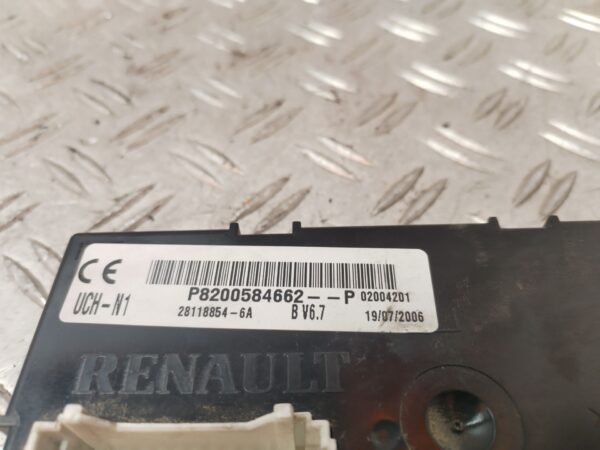 CE
UCH-N1
P8200584662--P 02004201
28118854-6A B V6.7 19/07/2006
RENAULT